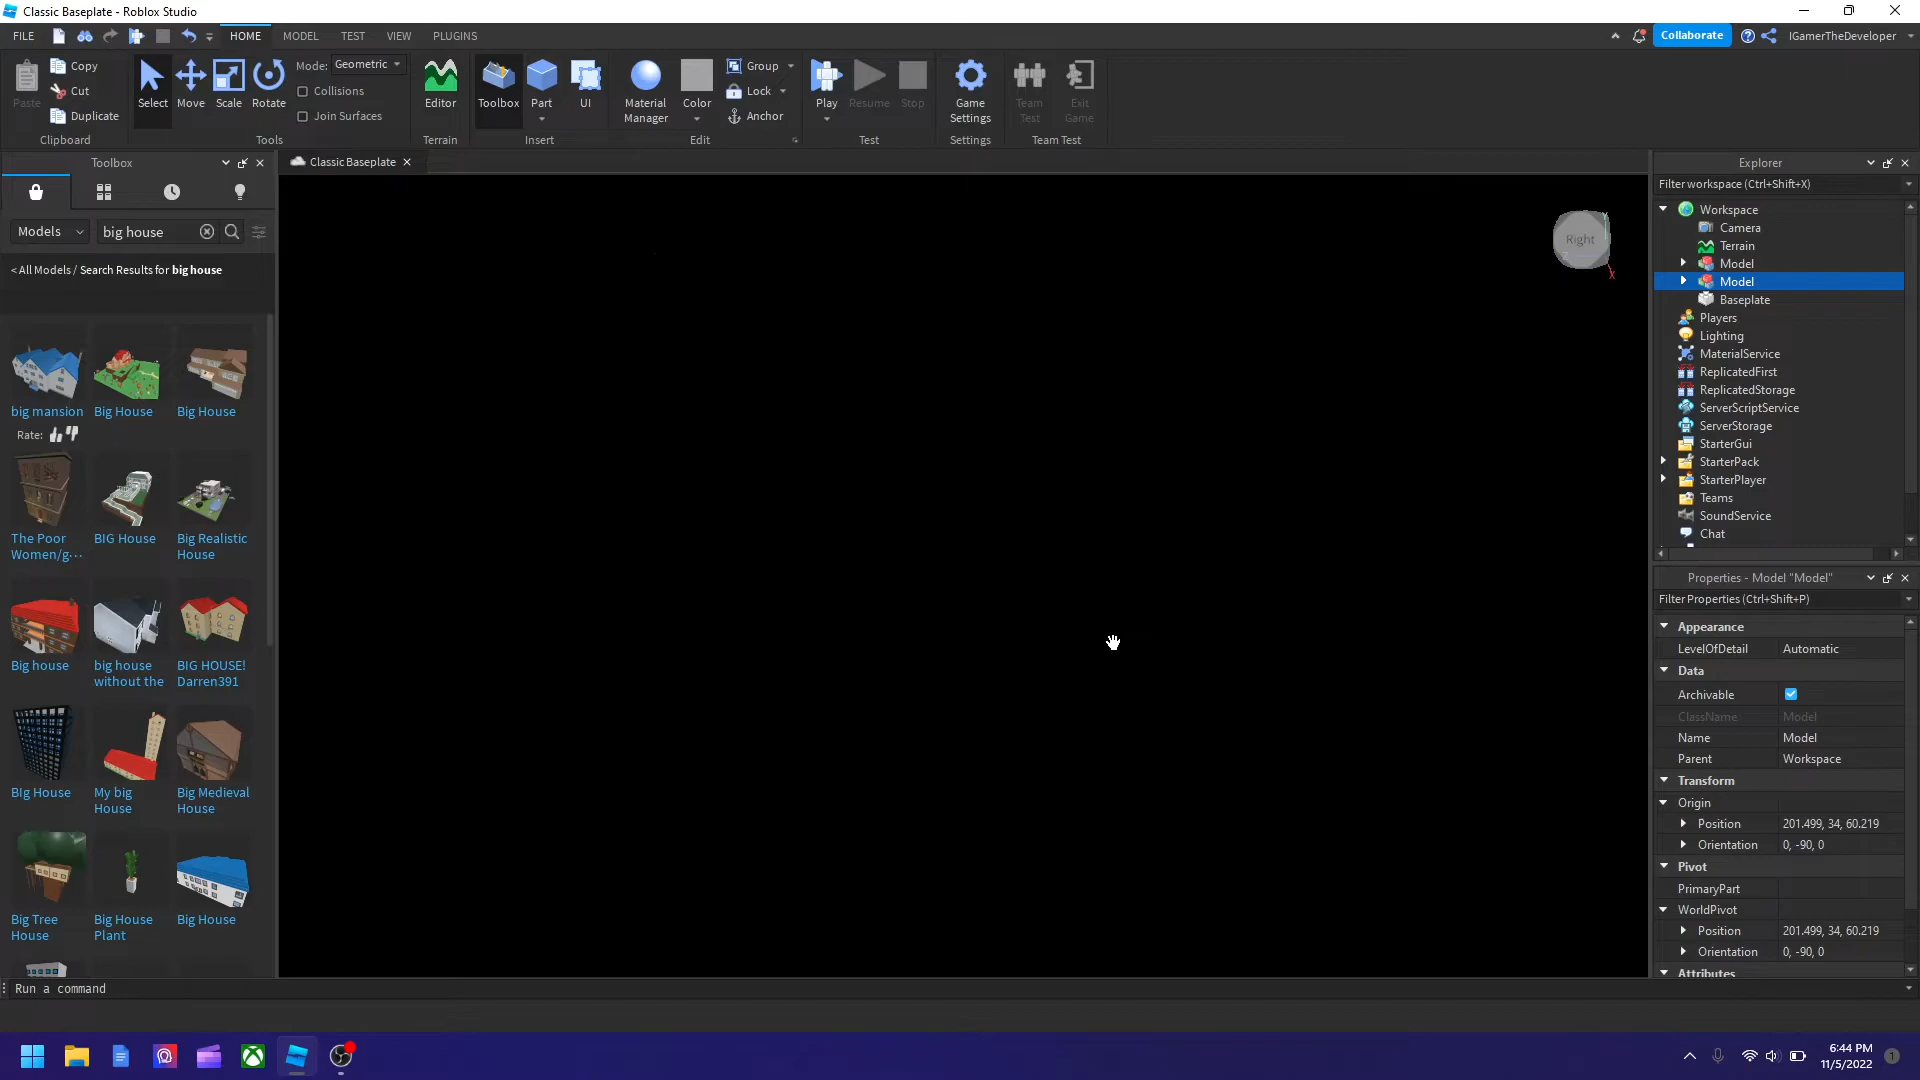 Classic Baseplate - Roblox Studio
FILE HOME MODEL TEST VIEW PLUGINS Collaborate IGamerTheDeveloper
Paste
Copy
Cut
Duplicate
Clipboard
Select
Move
Scale
Rotate
Mode: Geometric
Collisions
Join Surfaces
Tools
Editor
Terrain
Toolbox
Part
UI
Insert
Material
Manager
Color
Group
Lock
Anchor
Edit
Play
Resume
Stop
Test
Game
Settings
Settings
Team
Test
Exit
Game
Team Test
Toolbox
Models
big house
< All Models / Search Results for big house
big mansion
Big House
Big House
Rate:
The Poor
Women/g...
BIG House
Big Realistic
House
Big house
big house
without the
BIG HOUSE!
Darren391
BIg House
My big
House
Big Medieval
House
Big Tree
House
Big House
Plant
Big House
Classic Baseplate
Right
X
Explorer
Filter workspace (Ctrl+Shift+X)
Workspace
Camera
Terrain
Model
Model
Baseplate
Players
Lighting
MaterialService
ReplicatedFirst
ReplicatedStorage
ServerScriptService
ServerStorage
StarterGui
StarterPack
StarterPlayer
Teams
SoundService
Chat
Properties - Model "Model"
Filter Properties (Ctrl+Shift+P)
Appearance
LevelOfDetail Automatic
Data
Archivable
ClassName Model
Name Model
Parent Workspace
Transform
Origin
Position 201.499, 34, 60.219
Orientation 0, -90, 0
Pivot
PrimaryPart
WorldPivot
Position 201.499, 34, 60.219
Orientation 0, -90, 0
Attributes
Run a command
6:44 PM
11/5/2022
1